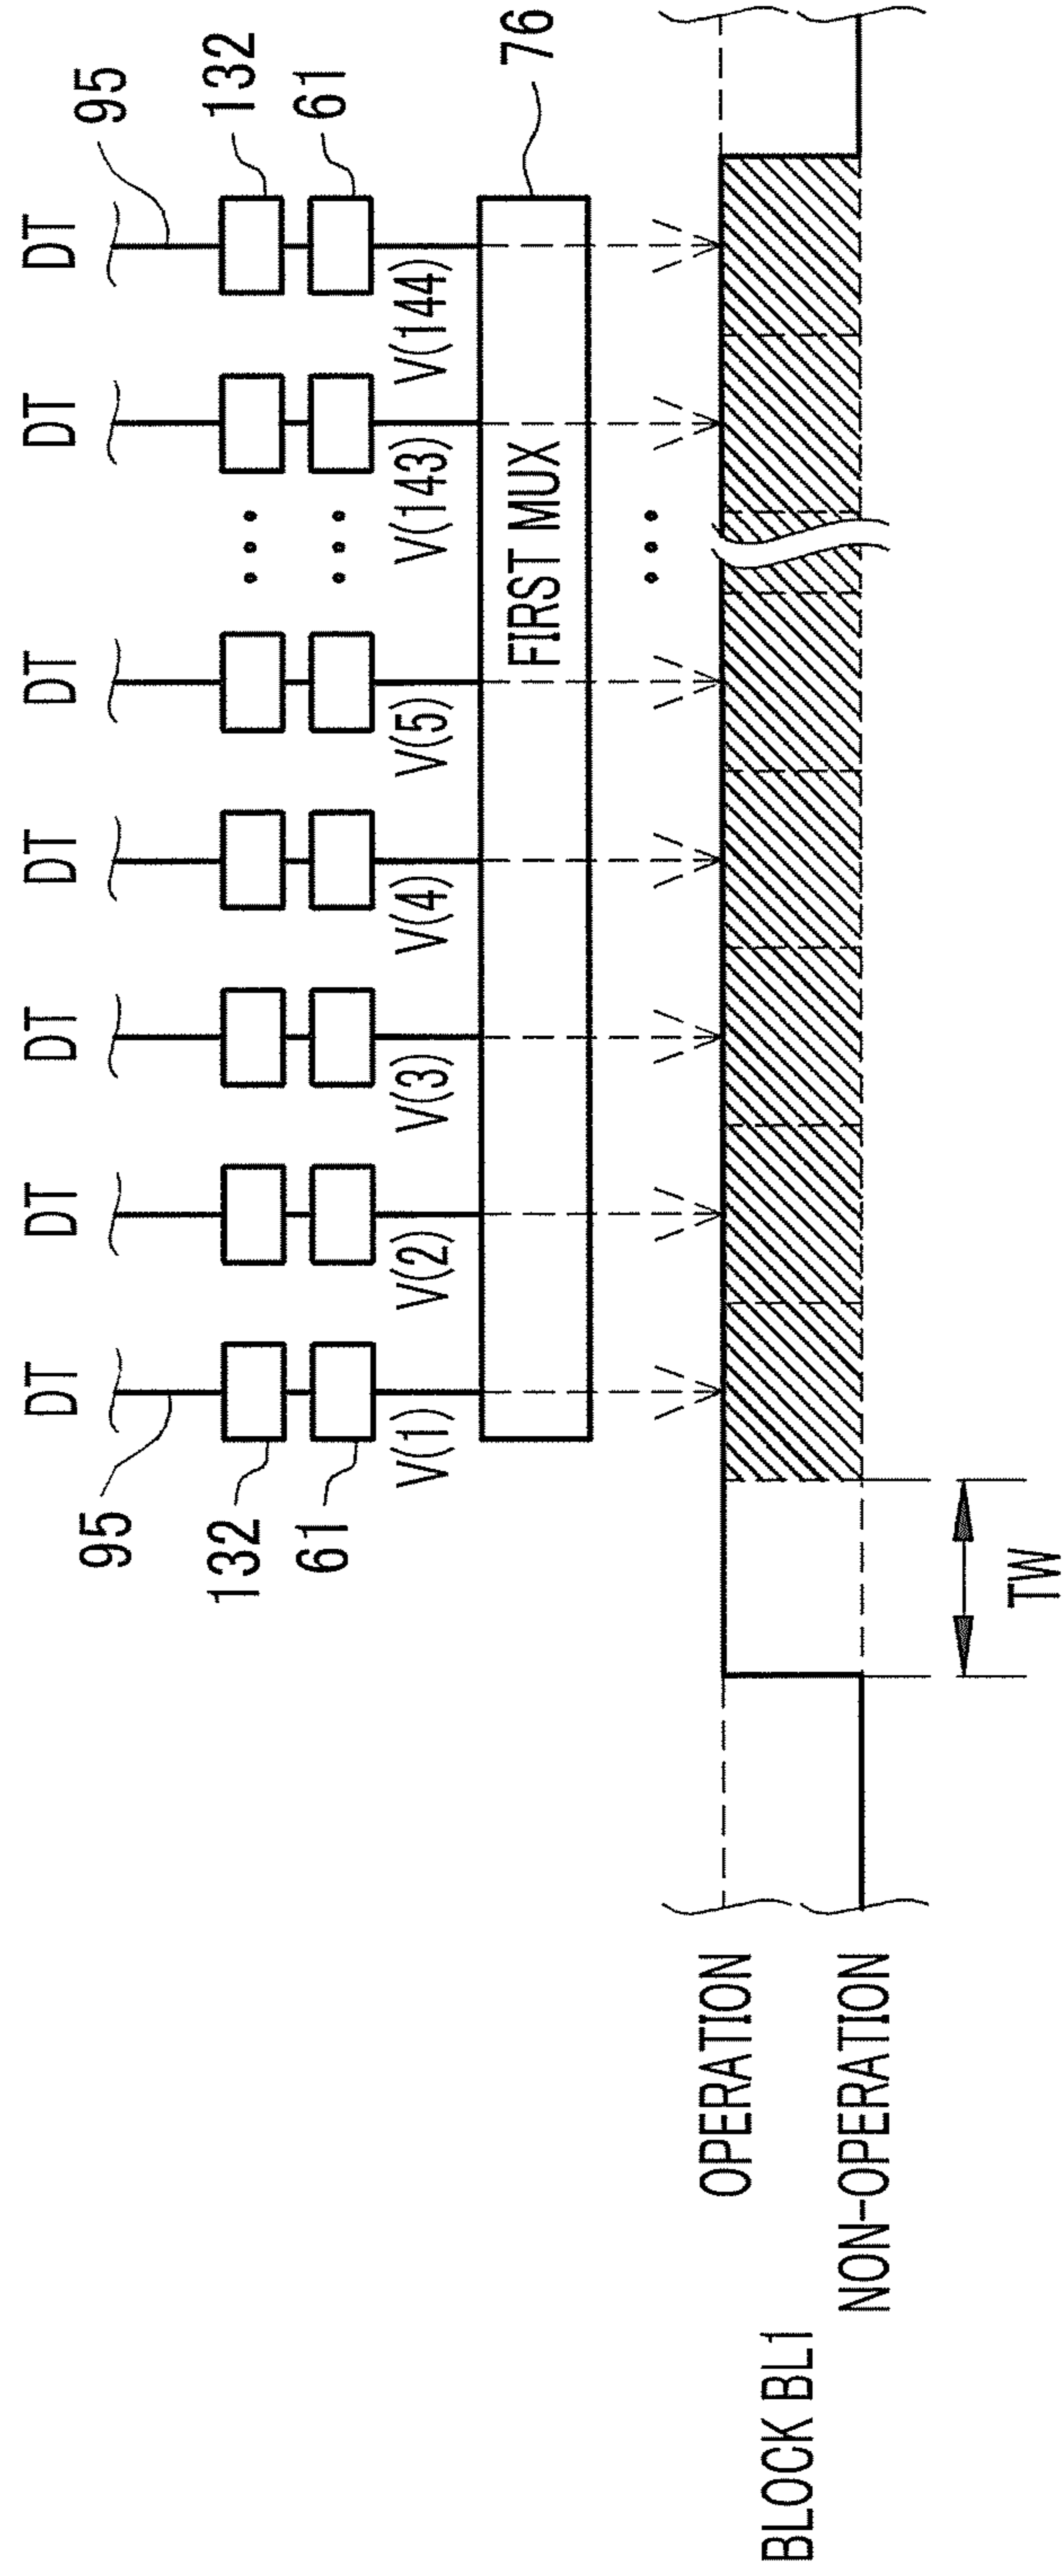 DT DT DT DT DT DT DT
95 95
132 132
61 61
V(1) V(2) V(3) V(4) V(5) ••• V(143) V(144)
FIRST MUX 76
OPERATION
BLOCK BL1
NON-OPERATION
TW